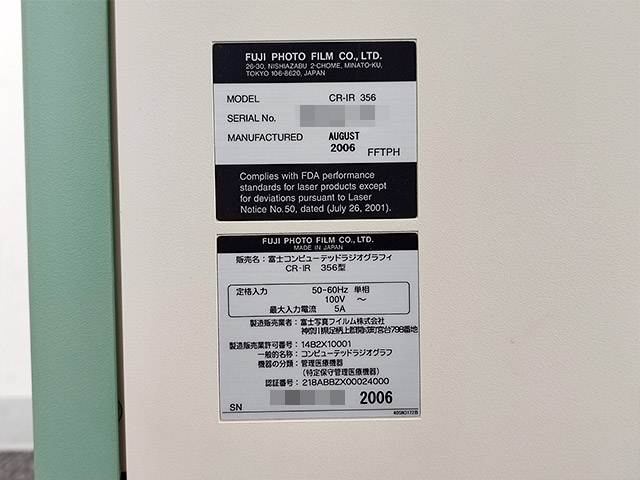 FUJI PHOTO FILM CO., LTD.
26-30, NISHIAZABU 2-CHOME, MINATO-KU,
TOKYO 106-8620, JAPAN
MODEL CR-IR 356
SERIAL No.
MANUFACTURED AUGUST
2006 FFTPH
Complies with FDA performance
standards for laser products except
for deviations pursuant to Laser
Notice No.50, dated (July 26, 2001).
FUJI PHOTO FILM CO., LTD.
MADE IN JAPAN
販売名：富士コンピューテッドラジオグラフィ
CR-IR 356型
定格入力 50-60Hz 単相
100V ～
最大入力電流 5A
製造販売業者：富士写真フイルム株式会社
神奈川県足柄上郡開成町宮台798番地
製造販売業許可番号：14B2X10001
一般的名称：コンピューテッドラジオグラフ
機器の分類：管理医療機器
（特定保守管理医療機器）
認証番号：218ABBZX00024000
SN 2006